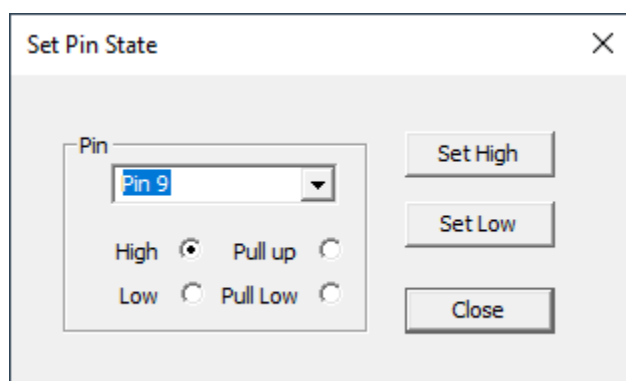 Set Pin State
Pin
Pin 9
High Pull up
Low Pull Low
Set High
Set Low
Close